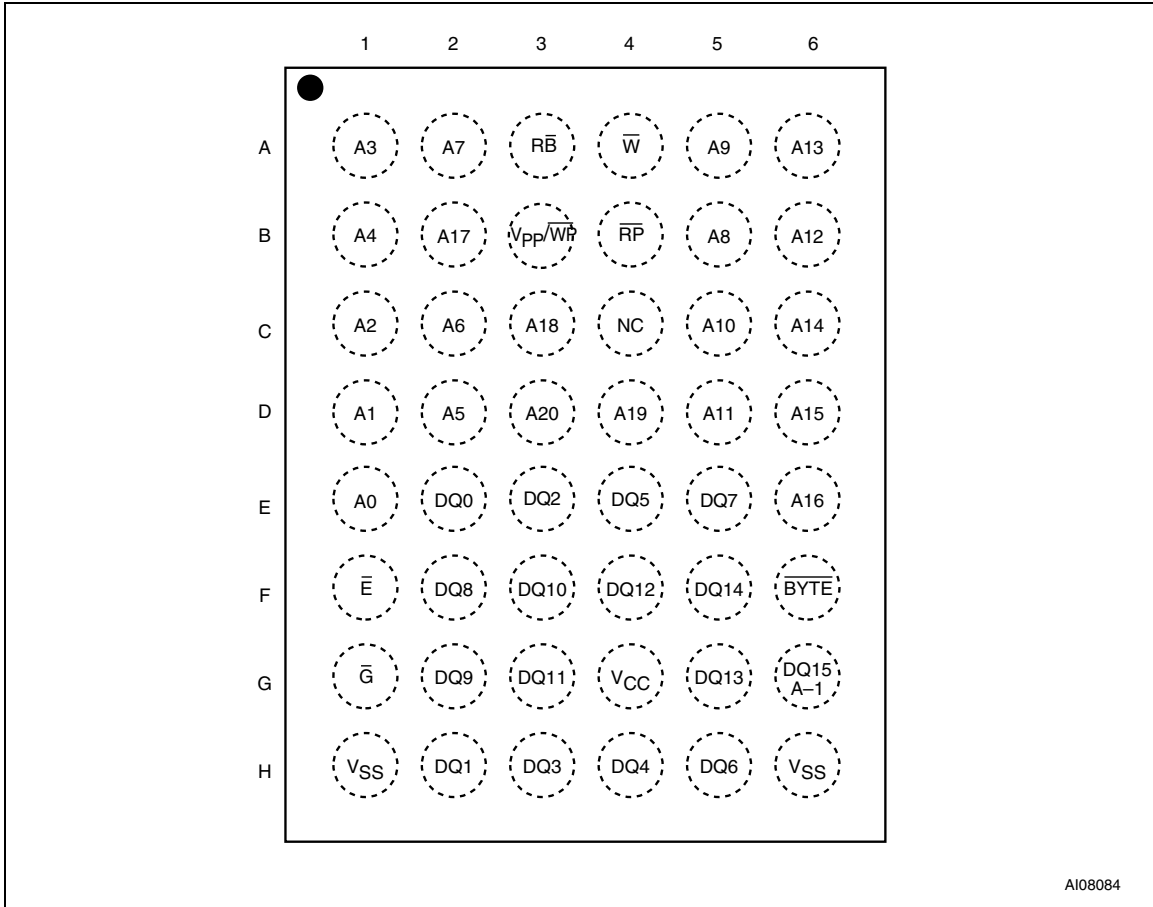 1 2 3 4 5 6
A A3 A7 RB̅ W̅ A9 A13
B A4 A17 VPP/W̅P̅ R̅P̅ A8 A12
C A2 A6 A18 NC A10 A14
D A1 A5 A20 A19 A11 A15
E A0 DQ0 DQ2 DQ5 DQ7 A16
F E̅ DQ8 DQ10 DQ12 DQ14 B̅Y̅T̅E̅
G G̅ DQ9 DQ11 VCC DQ13 DQ15
A–1
H VSS DQ1 DQ3 DQ4 DQ6 VSS
AI08084